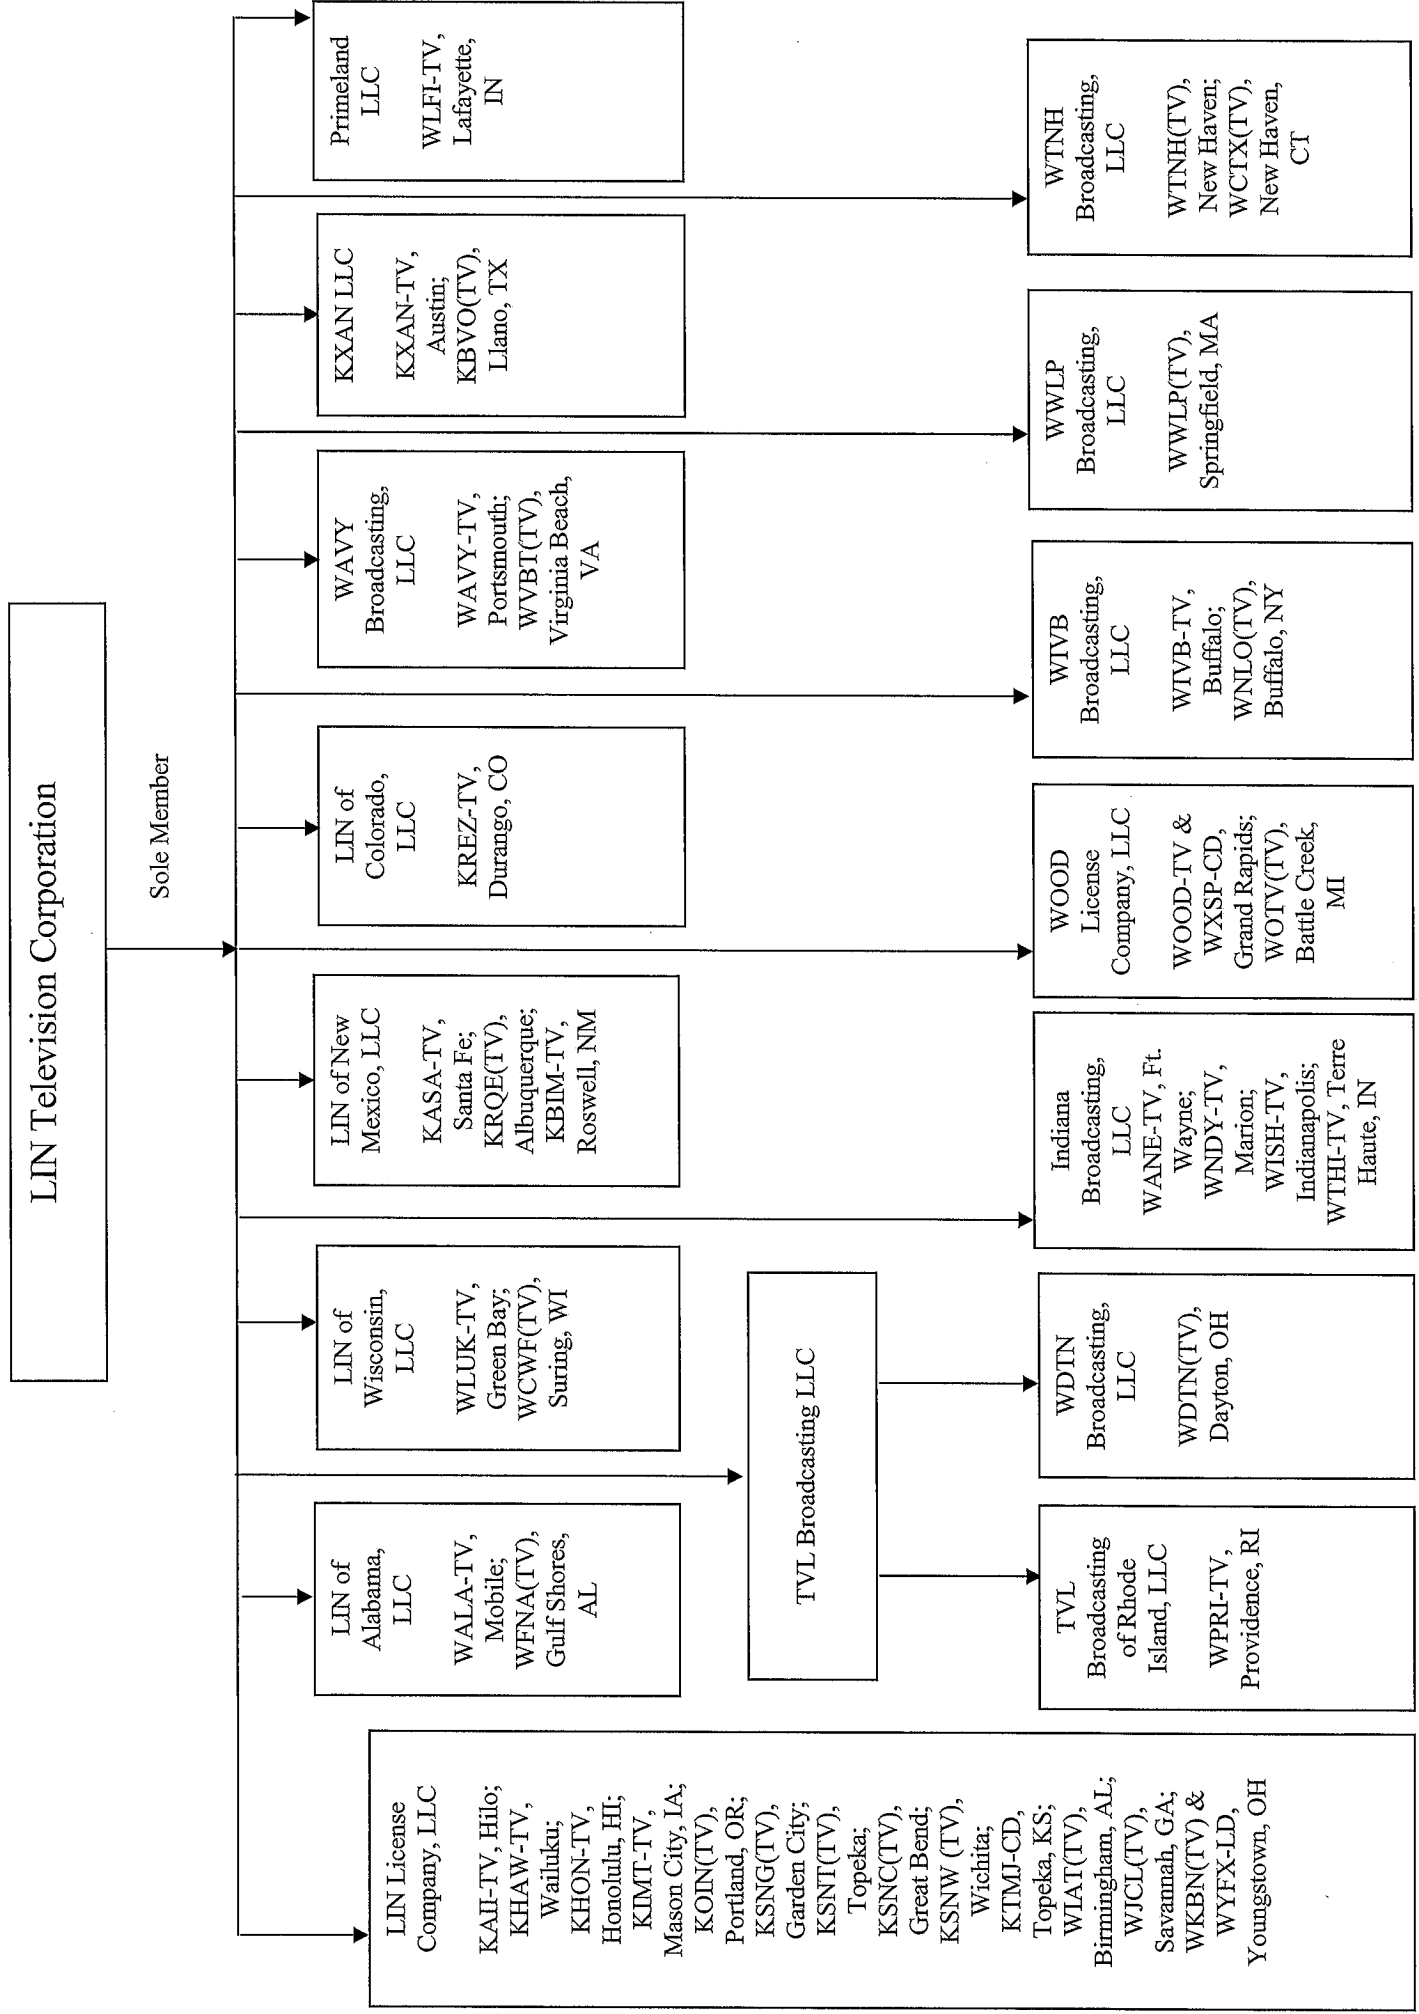 LIN Television Corporation
Sole Member
LIN License
Company, LLC
KAII-TV, Hilo;
KHAW-TV,
Wailuku;
KHON-TV,
Honolulu, HI;
KIMT-TV,
Mason City, IA;
KOIN(TV),
Portland, OR;
KSNG(TV),
Garden City;
KSNT(TV),
Topeka;
KSNC(TV),
Great Bend;
KSNW (TV),
Wichita;
KTMJ-CD,
Topeka, KS;
WIAT(TV),
Birmingham, AL;
WJCL(TV),
Savannah, GA;
WKBN(TV) &
WYFX-LD,
Youngstown, OH
LIN of
Alabama,
LLC
WALA-TV,
Mobile;
WFNA(TV),
Gulf Shores,
AL
LIN of
Wisconsin,
LLC
WLUK-TV,
Green Bay;
WCWF(TV),
Suring, WI
LIN of New
Mexico, LLC
KASA-TV,
Santa Fe;
KRQE(TV),
Albuquerque;
KBIM-TV,
Roswell, NM
LIN of
Colorado,
LLC
KREZ-TV,
Durango, CO
WAVY
Broadcasting,
LLC
WAVY-TV,
Portsmouth;
WVBT(TV),
Virginia Beach,
VA
KXAN LLC
KXAN-TV,
Austin;
KBVO(TV),
Llano, TX
Primeland
LLC
WLFI-TV,
Lafayette,
IN
TVL Broadcasting LLC
TVL
Broadcasting
of Rhode
Island, LLC
WPRI-TV,
Providence, RI
WDTN
Broadcasting,
LLC
WDTN(TV),
Dayton, OH
Indiana
Broadcasting,
LLC
WANE-TV, Ft.
Wayne;
WNDY-TV,
Marion;
WISH-TV,
Indianapolis;
WTHI-TV, Terre
Haute, IN
WOOD
License
Company, LLC
WOOD-TV &
WXSP-CD,
Grand Rapids;
WOTV(TV),
Battle Creek,
MI
WIVB
Broadcasting,
LLC
WIVB-TV,
Buffalo;
WNLO(TV),
Buffalo, NY
WWLP
Broadcasting,
LLC
WWLP(TV),
Springfield, MA
WTNH
Broadcasting,
LLC
WTNH(TV),
New Haven;
WCTX(TV),
New Haven,
CT